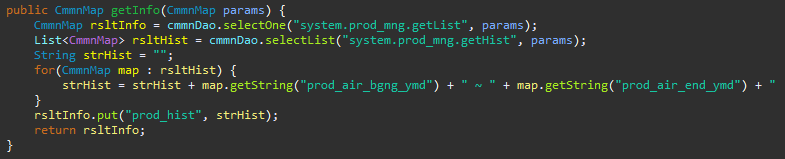 public CmmnMap getInfo(CmmnMap params) {
CmmnMap rsltInfo = cmmnDao.selectOne("system.prod_mng.getList", params);
List<CmmnMap> rsltHist = cmmnDao.selectList("system.prod_mng.getHist", params);
String strHist = "";
for(CmmnMap map : rsltHist) {
strHist = strHist + map.getString("prod_air_bgng_ymd") + " ~ " + map.getString("prod_air_end_ymd") + "
}
rsltInfo.put("prod_hist", strHist);
return rsltInfo;
}